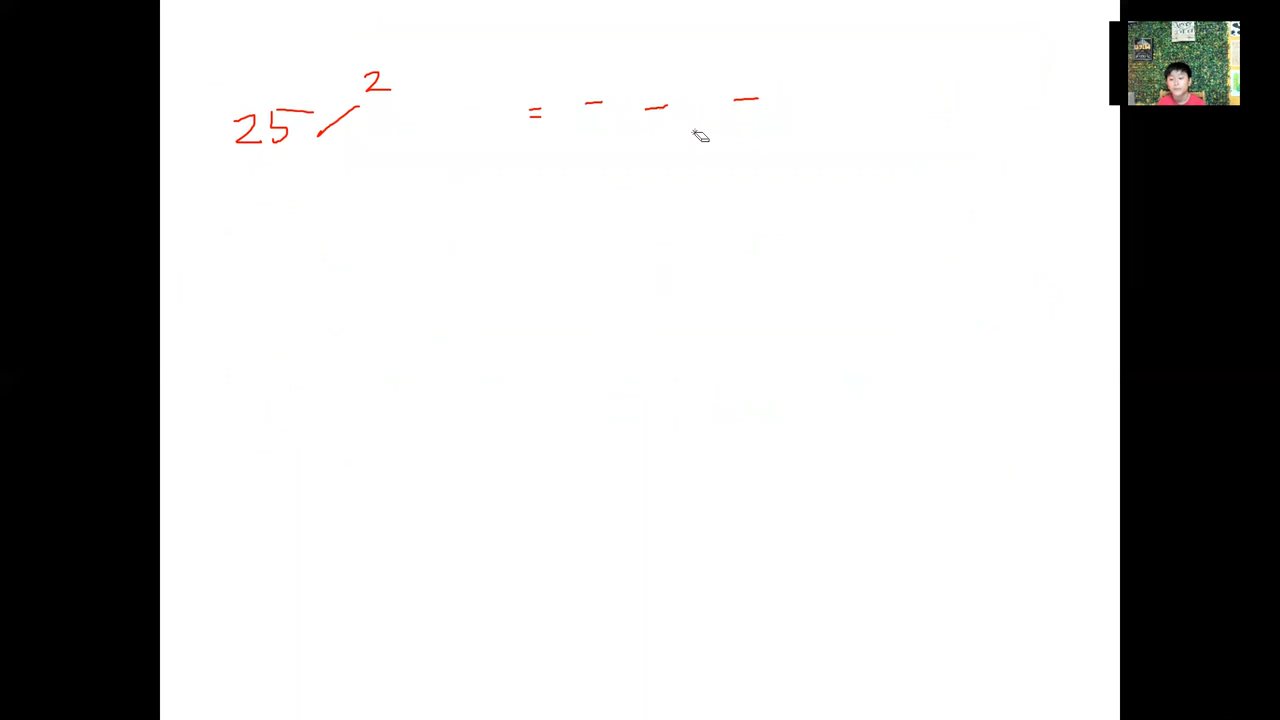 25 ² = - - -